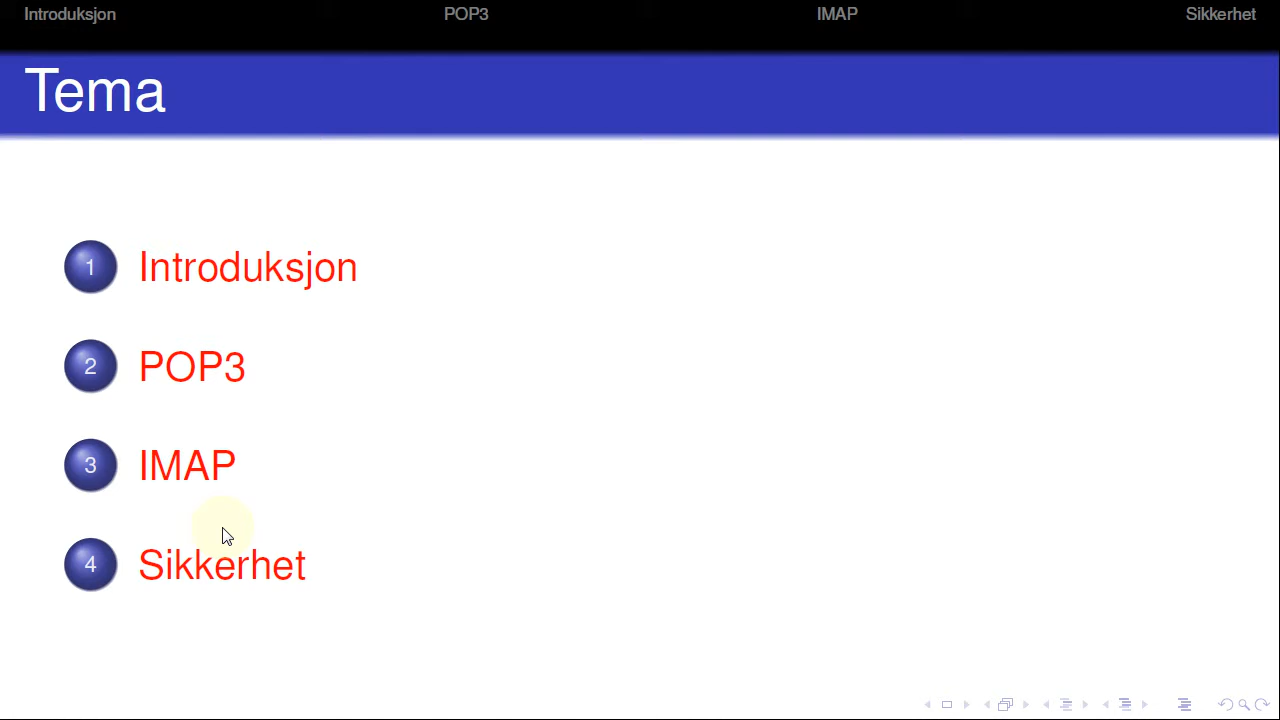 Introduksjon POP3 IMAP Sikkerhet
Tema
1 Introduksjon
2 POP3
3 IMAP
4 Sikkerhet